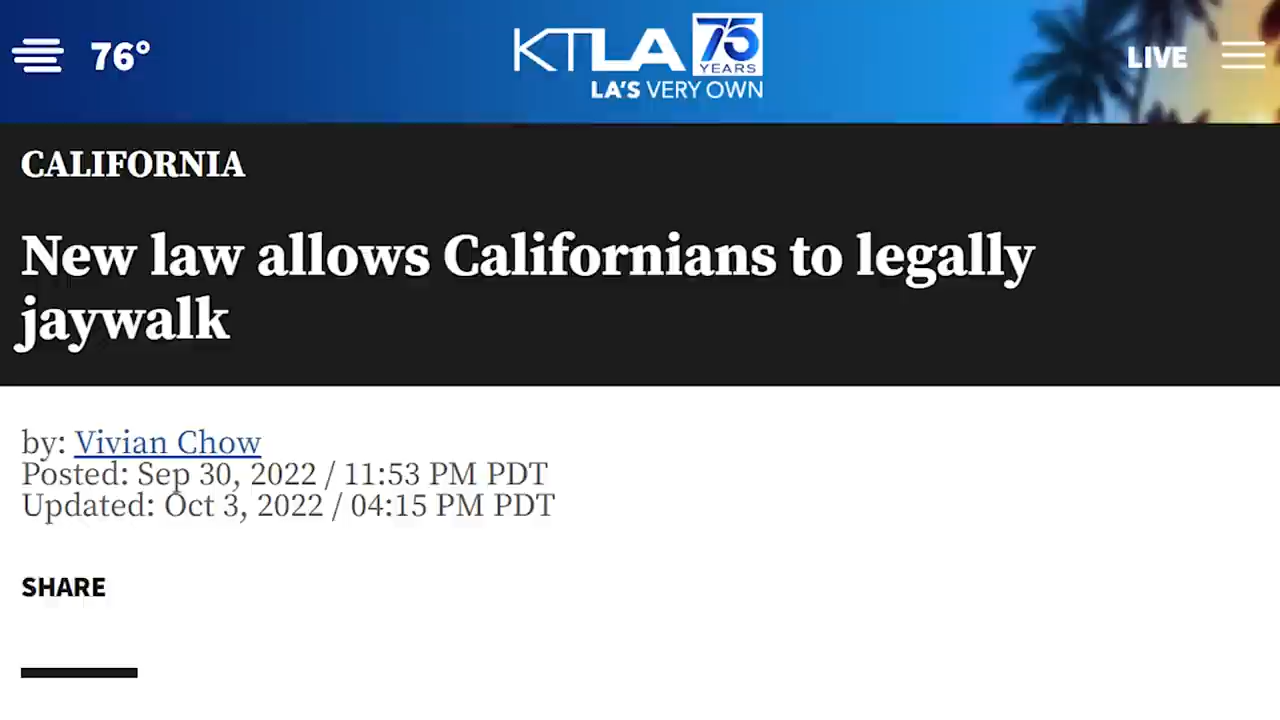 76°
KTLA 75
YEARS
LA'S VERY OWN
LIVE
CALIFORNIA
New law allows Californians to legally
jaywalk
by: Vivian Chow
Posted: Sep 30, 2022 / 11:53 PM PDT
Updated: Oct 3, 2022 / 04:15 PM PDT
SHARE